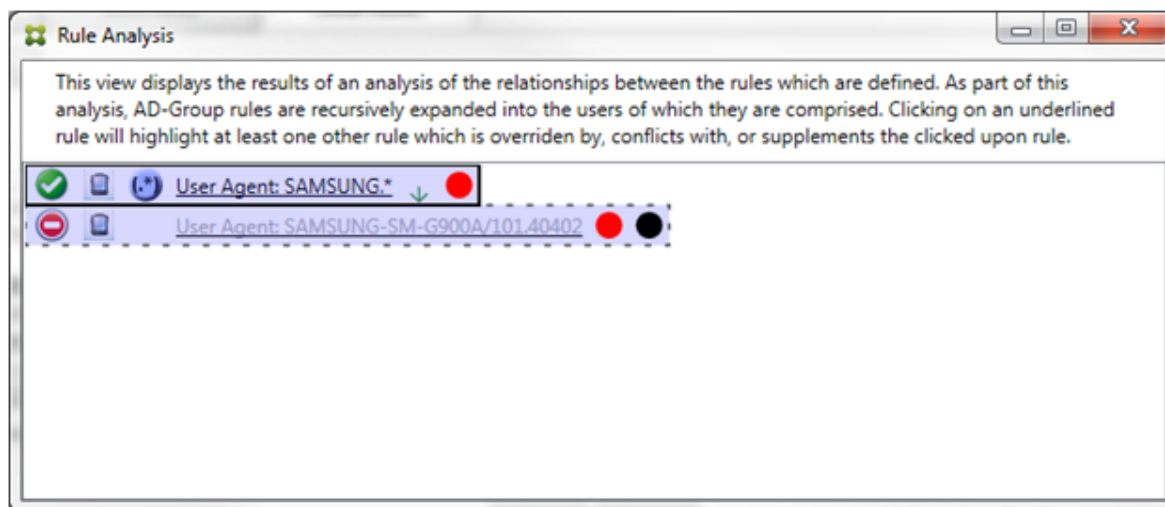 Rule Analysis
This view displays the results of an analysis of the relationships between the rules which are defined. As part of this
analysis, AD-Group rules are recursively expanded into the users of which they are comprised. Clicking on an underlined
rule will highlight at least one other rule which is overriden by, conflicts with, or supplements the clicked upon rule.
(.*) User Agent: SAMSUNG.*
User Agent: SAMSUNG-SM-G900A/101.40402